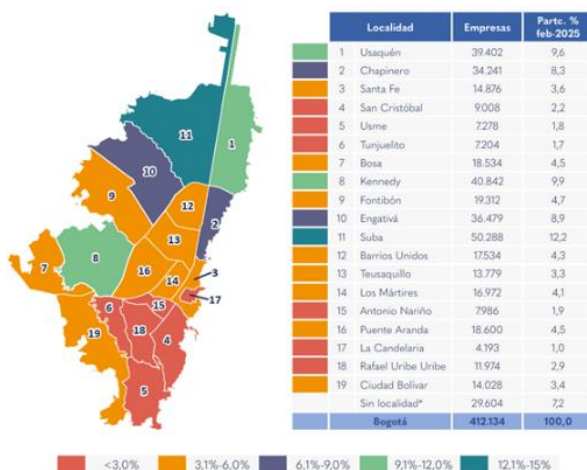 Localidad Empresas Partc. % feb-2025
1 Usaquén 39.402 9,6
2 Chapinero 34.241 8,3
3 Santa Fe 14.876 3,6
4 San Cristóbal 9.008 2,2
5 Usme 7.278 1,8
6 Tunjuelito 7.204 1,7
7 Bosa 18.534 4,5
8 Kennedy 40.842 9,9
9 Fontibón 19.312 4,7
10 Engativá 36.479 8,9
11 Suba 50.288 12,2
12 Barrios Unidos 17.534 4,3
13 Teusaquillo 13.779 3,3
14 Los Mártires 16.972 4,1
15 Antonio Nariño 7.986 1,9
16 Puente Aranda 18.600 4,5
17 La Candelaria 4.193 1,0
18 Rafael Uribe Uribe 11.974 2,9
19 Ciudad Bolívar 14.028 3,4
Sin localidad* 29.604 7,2
Bogotá 412.134 100,0
11
1
10
9
12
2
13
8
7
16
14
3
17
6
15
19
18
4
5
<3,0% 3,1%-6,0% 6,1%-9,0% 9,1%-12,0% 12,1%-15%